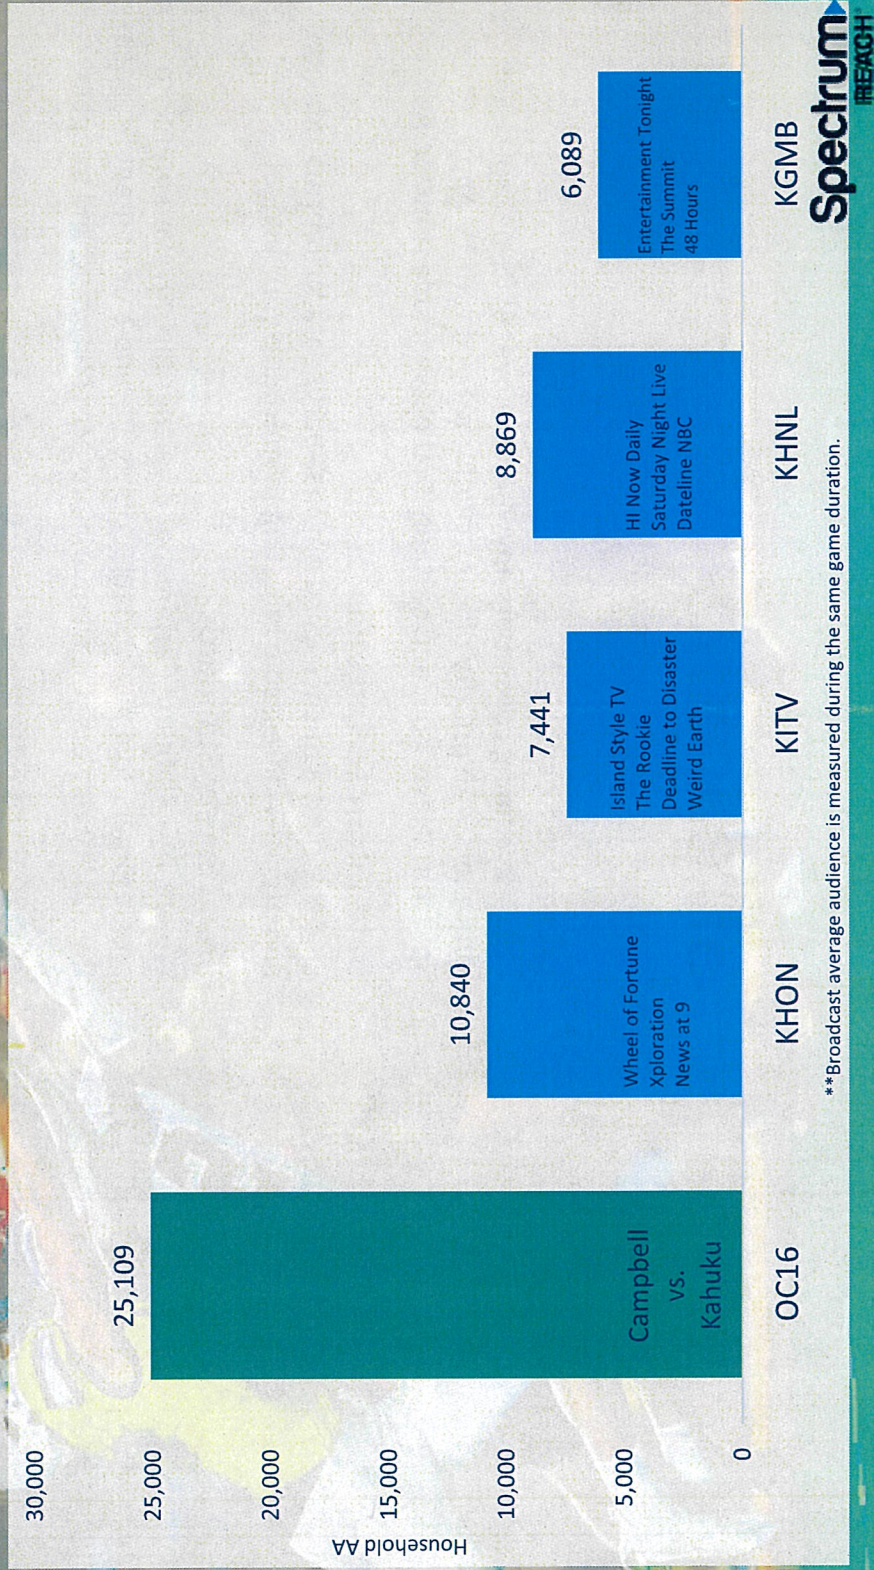 30,000
25,000
20,000
15,000
10,000
5,000
0
Household AA
25,109
10,840
7,441
8,869
6,089
Campbell
vs.
Kahuku
Wheel of Fortune
Xploration
News at 9
Island Style TV
The Rookie
Deadline to Disaster
Weird Earth
HI Now Daily
Saturday Night Live
Dateline NBC
Entertainment Tonight
The Summit
48 Hours
OC16
KHON
KITV
KHNL
KGMB
**Broadcast average audience is measured during the same game duration.
Spectrum
REACH